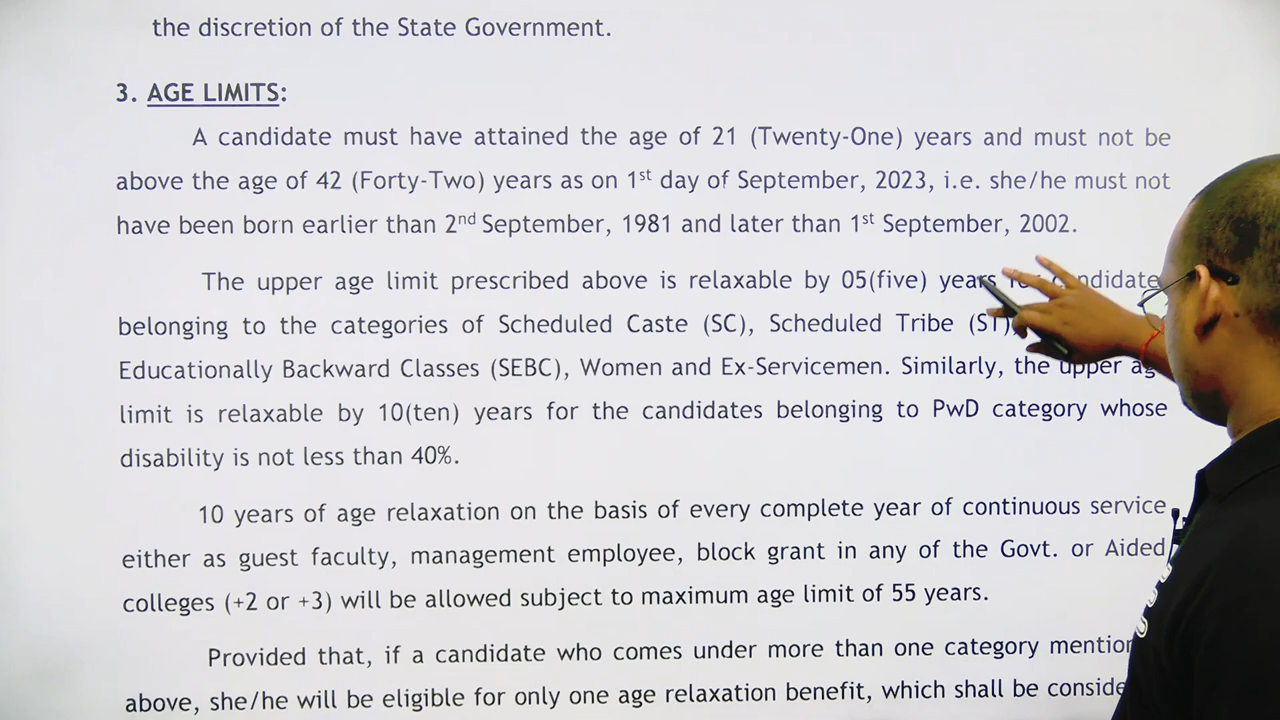 the discretion of the State Government.
3. AGE LIMITS:
A candidate must have attained the age of 21 (Twenty-One) years and must not be
above the age of 42 (Forty-Two) years as on 1st day of September, 2023, i.e. she/he must not
have been born earlier than 2nd September, 1981 and later than 1st September, 2002.
The upper age limit prescribed above is relaxable by 05(five) years
belonging to the categories of Scheduled Caste (SC), Scheduled Tribe (ST),
Educationally Backward Classes (SEBC), Women and Ex-Servicemen. Similarly, the upper
limit is relaxable by 10(ten) years for the candidates belonging to PwD category whose
disability is not less than 40%.
10 years of age relaxation on the basis of every complete year of continuous service
either as guest faculty, management employee, block grant in any of the Govt. or Aided
colleges (+2 or +3) will be allowed subject to maximum age limit of 55 years.
Provided that, if a candidate who comes under more than one category
above, she/he will be eligible for only one age relaxation benefit, which shall be